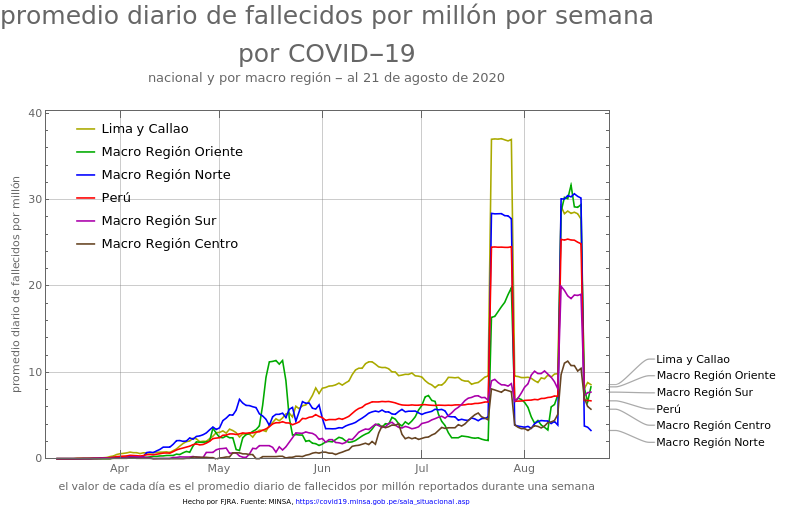 promedio diario de fallecidos por millón por semana
por COVID−19
nacional y por macro región − al 21 de agosto de 2020
promedio diario de fallecidos por millón
40
30
20
10
0
Lima y Callao
Macro Región Oriente
Macro Región Norte
Perú
Macro Región Sur
Macro Región Centro
Lima y Callao
Macro Región Oriente
Macro Región Sur
Perú
Macro Región Centro
Macro Región Norte
Apr May Jun Jul Aug
el valor de cada día es el promedio diario de fallecidos por millón reportados durante una semana
Hecho por FJRA. Fuente: MINSA, https://covid19.minsa.gob.pe/sala_situacional.asp